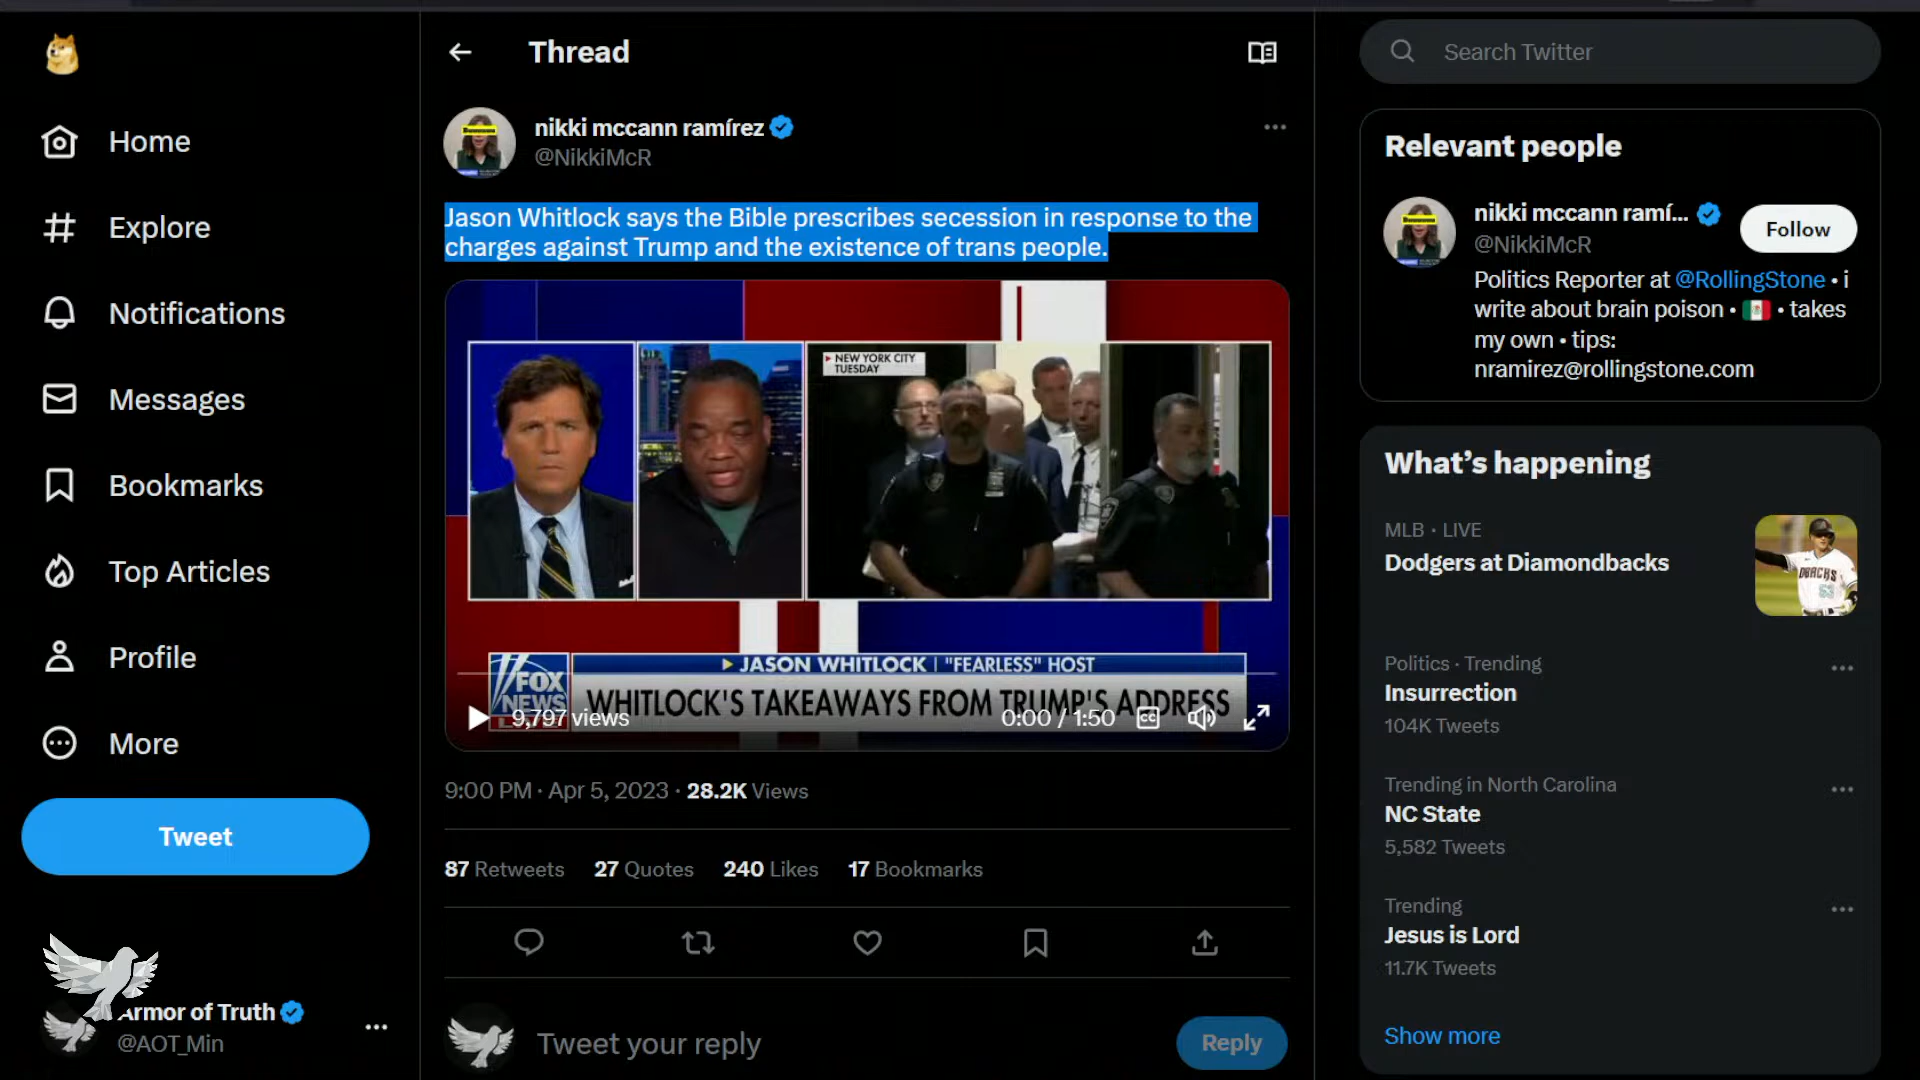 Home
Explore
Notifications
Messages
Bookmarks
Top Articles
Profile
More
Tweet
Armor of Truth
@AOT_Min
Thread
nikki mccann ramírez
@NikkiMcR
Jason Whitlock says the Bible prescribes secession in response to the
charges against Trump and the existence of trans people.
NEW YORK CITY
TUESDAY
JASON WHITLOCK | "FEARLESS" HOST
FOX
NEWS
WHITLOCK'S TAKEAWAYS FROM TRUMP'S ADDRESS
9,797 views
0:00 / 1:50
CC
9:00 PM · Apr 5, 2023 · 28.2K Views
87 Retweets 27 Quotes 240 Likes 17 Bookmarks
Tweet your reply
Reply
Search Twitter
Relevant people
nikki mccann ramí...
@NikkiMcR
Follow
Politics Reporter at @RollingStone • i
write about brain poison • 🇲🇽 • takes
my own • tips:
nramirez@rollingstone.com
What's happening
MLB · LIVE
Dodgers at Diamondbacks
DBACKS
53
Politics · Trending
Insurrection
104K Tweets
Trending in North Carolina
NC State
5,582 Tweets
Trending
Jesus is Lord
11.7K Tweets
Show more